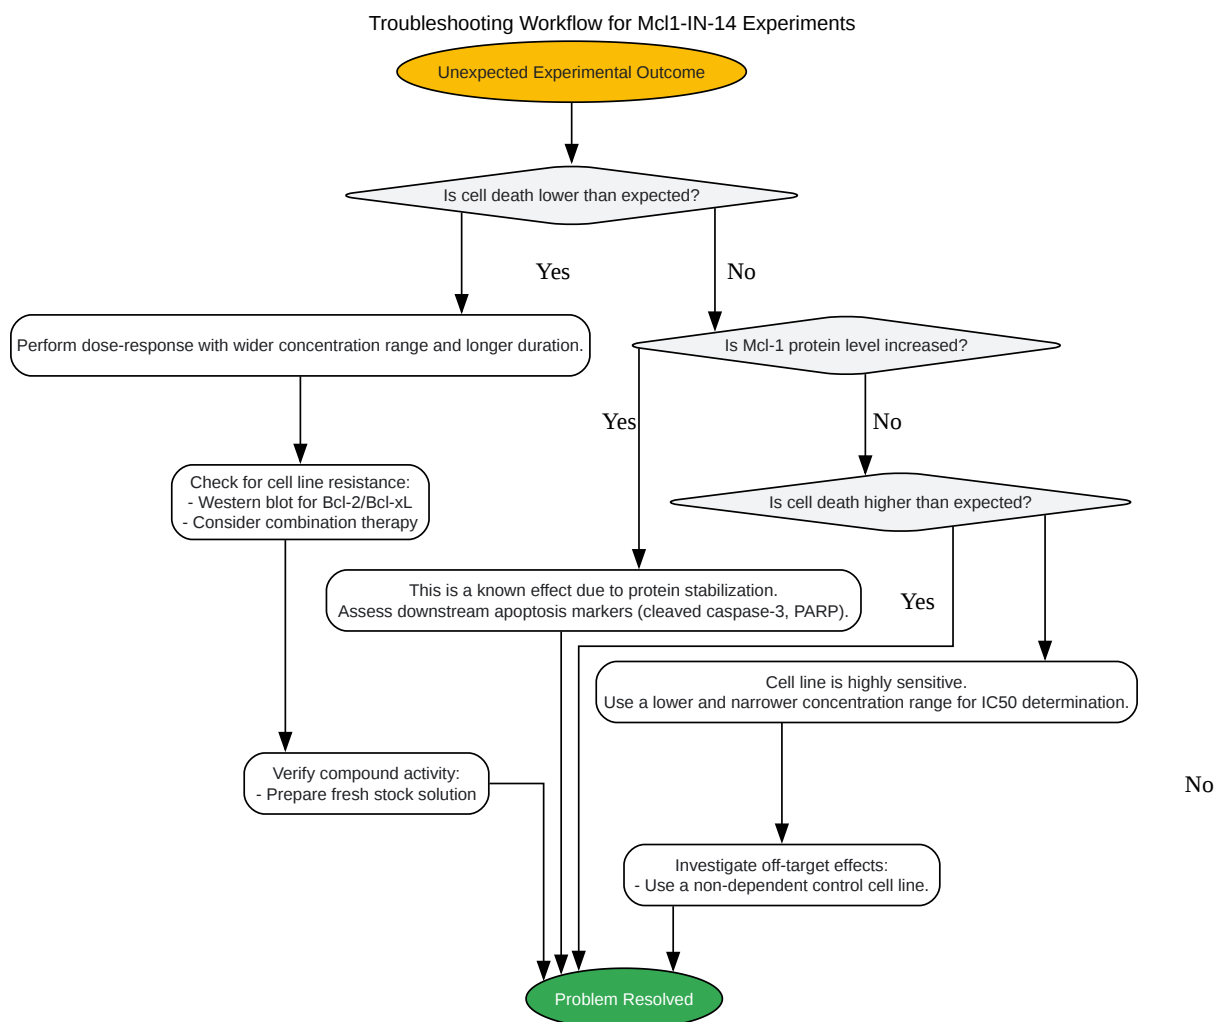 Troubleshooting Workflow for Mcl1-IN-14 Experiments
Unexpected Experimental Outcome
Is cell death lower than expected?
Yes
No
Perform dose-response with wider concentration range and longer duration.
Is Mcl-1 protein level increased?
Yes
No
Check for cell line resistance:
- Western blot for Bcl-2/Bcl-xL
- Consider combination therapy
Is cell death higher than expected?
This is a known effect due to protein stabilization.
Assess downstream apoptosis markers (cleaved caspase-3, PARP).
Yes
Cell line is highly sensitive.
Use a lower and narrower concentration range for IC50 determination.
Verify compound activity:
- Prepare fresh stock solution
No
Investigate off-target effects:
- Use a non-dependent control cell line.
Problem Resolved